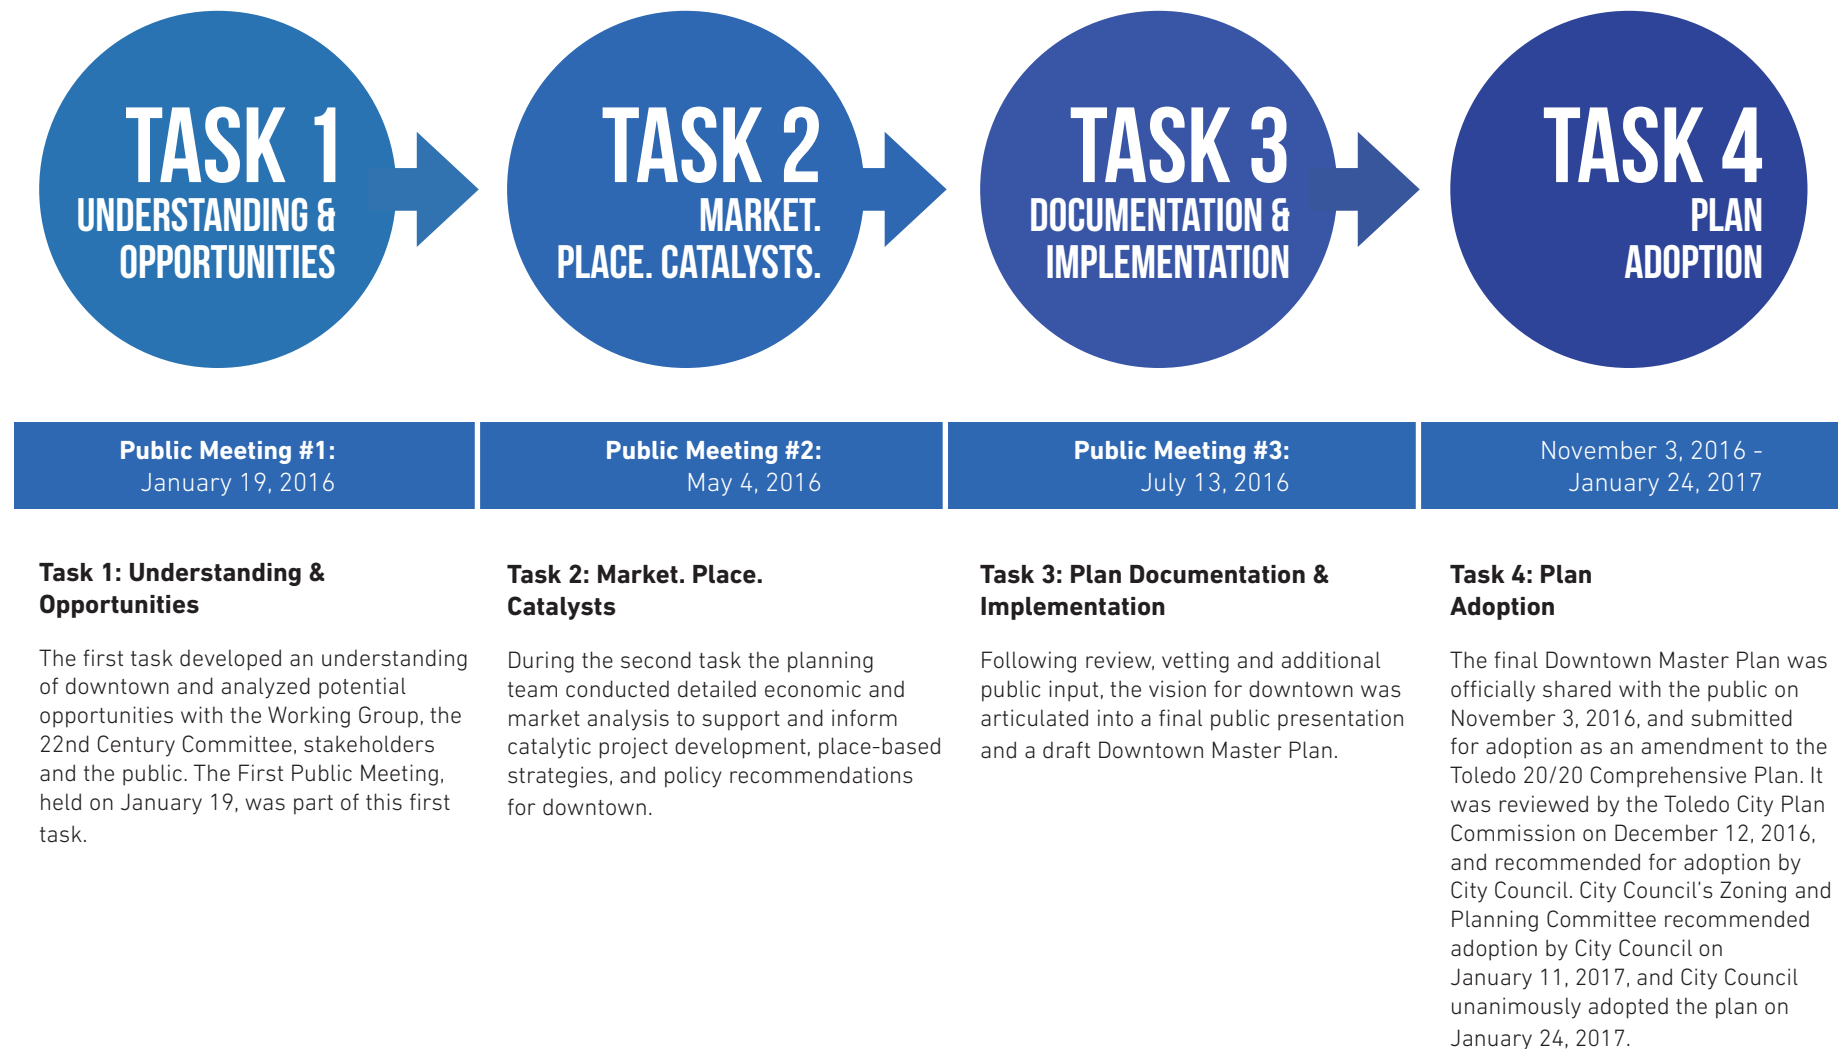 TASK 1
UNDERSTANDING &
OPPORTUNITIES
TASK 2
MARKET.
PLACE. CATALYSTS.
TASK 3
DOCUMENTATION &
IMPLEMENTATION
TASK 4
PLAN
ADOPTION
Public Meeting #1:
January 19, 2016
Public Meeting #2:
May 4, 2016
Public Meeting #3:
July 13, 2016
November 3, 2016 -
January 24, 2017
Task 1: Understanding &
Opportunities
The first task developed an understanding
of downtown and analyzed potential
opportunities with the Working Group, the
22nd Century Committee, stakeholders
and the public. The First Public Meeting,
held on January 19, was part of this first
task.
Task 2: Market. Place.
Catalysts
During the second task the planning
team conducted detailed economic and
market analysis to support and inform
catalytic project development, place-based
strategies, and policy recommendations
for downtown.
Task 3: Plan Documentation &
Implementation
Following review, vetting and additional
public input, the vision for downtown was
articulated into a final public presentation
and a draft Downtown Master Plan.
Task 4: Plan
Adoption
The final Downtown Master Plan was
officially shared with the public on
November 3, 2016, and submitted
for adoption as an amendment to the
Toledo 20/20 Comprehensive Plan. It
was reviewed by the Toledo City Plan
Commission on December 12, 2016,
and recommended for adoption by
City Council. City Council's Zoning and
Planning Committee recommended
adoption by City Council on
January 11, 2017, and City Council
unanimously adopted the plan on
January 24, 2017.